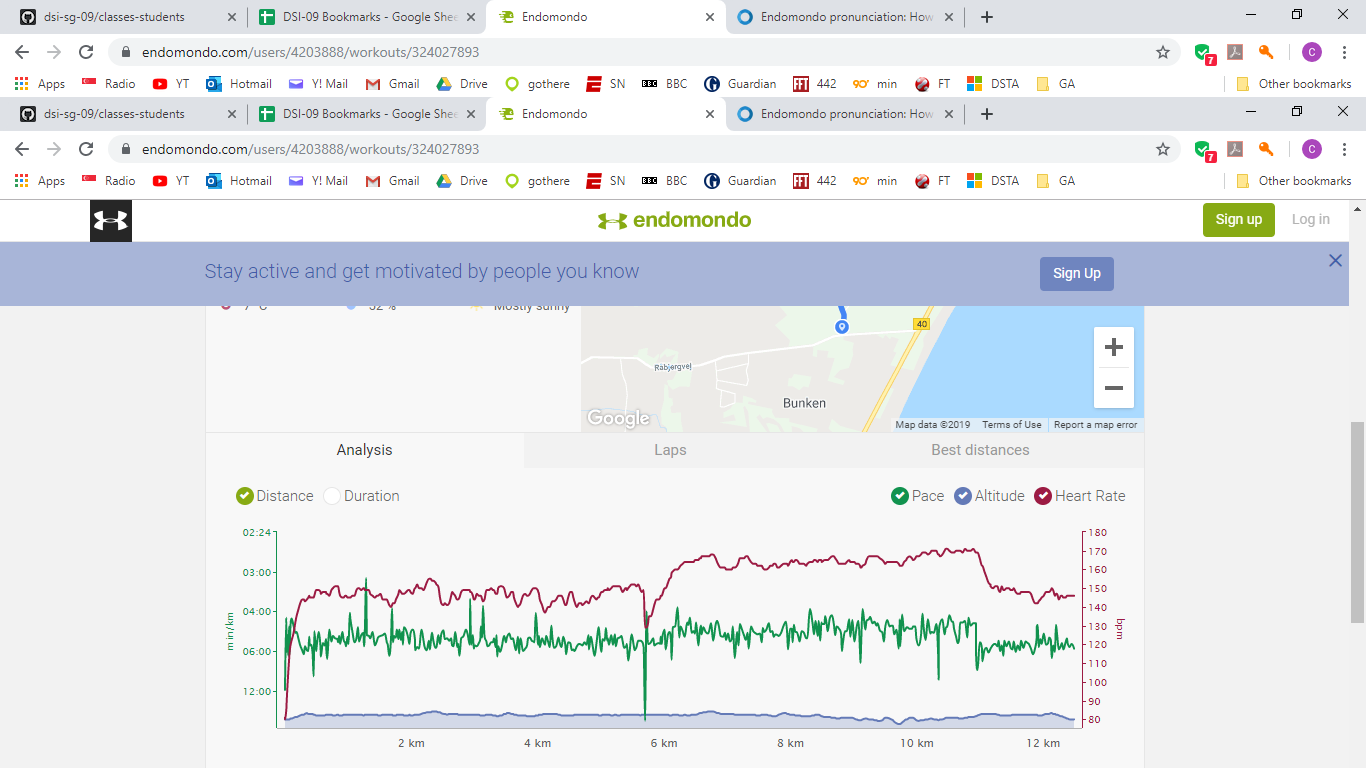 dsi-sg-09/classes-students DSI-09 Bookmarks - Google Shee Endomondo Endomondo pronunciation: How
endomondo.com/users/4203888/workouts/324027893 7 C
Apps Radio YT Hotmail Y! Mail Gmail Drive gothere SN BBC BBC Guardian FFT 442 90' min FT DSTA GA Other bookmarks
dsi-sg-09/classes-students DSI-09 Bookmarks - Google Shee Endomondo Endomondo pronunciation: How
endomondo.com/users/4203888/workouts/324027893 7 C
Apps Radio YT Hotmail Y! Mail Gmail Drive gothere SN BBC BBC Guardian FFT 442 90' min FT DSTA GA Other bookmarks
endomondo Sign up Log in
Stay active and get motivated by people you know Sign Up
Mostly sunny
40
Råbjergvej
Bunken
Google Map data ©2019 Terms of Use Report a map error
Analysis Laps Best distances
Distance Duration Pace Altitude Heart Rate
02:24 180
170
03:00 160
150
04:00 140
min/km bpm 130
06:00 120
110
100
12:00 90
80
2 km 4 km 6 km 8 km 10 km 12 km